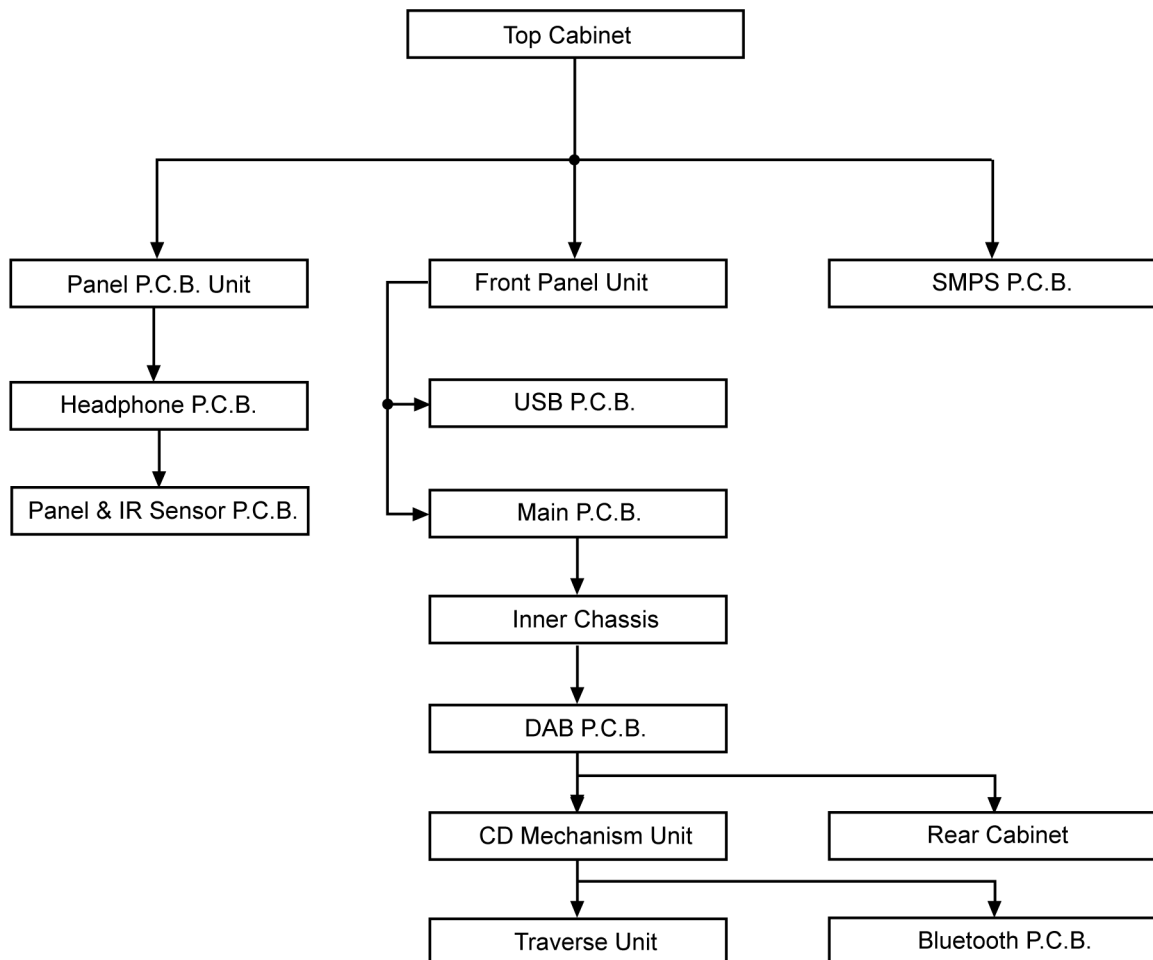 Top Cabinet
Panel P.C.B. Unit
Front Panel Unit
SMPS P.C.B.
Headphone P.C.B.
USB P.C.B.
Panel & IR Sensor P.C.B.
Main P.C.B.
Inner Chassis
DAB P.C.B.
CD Mechanism Unit
Rear Cabinet
Traverse Unit
Bluetooth P.C.B.